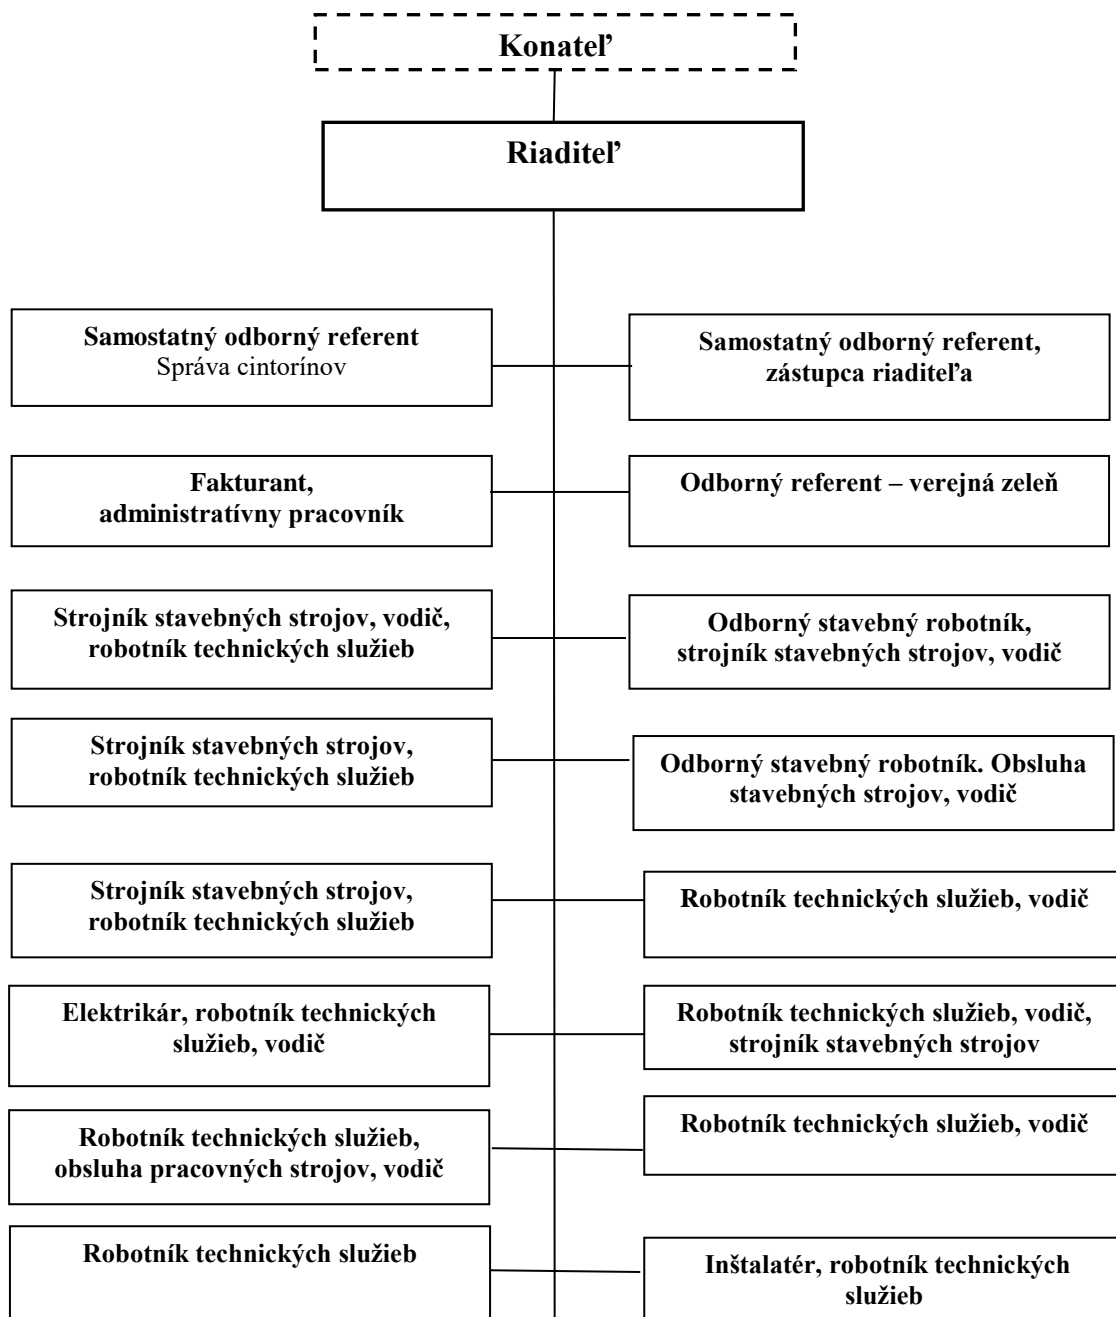 Konateľ
Riaditeľ
Samostatný odborný referent
Správa cintorínov
Samostatný odborný referent,
zástupca riaditeľa
Fakturant,
administratívny pracovník
Odborný referent – verejná zeleň
Strojník stavebných strojov, vodič,
robotník technických služieb
Odborný stavebný robotník,
strojník stavebných strojov, vodič
Strojník stavebných strojov,
robotník technických služieb
Odborný stavebný robotník. Obsluha
stavebných strojov, vodič
Strojník stavebných strojov,
robotník technických služieb
Robotník technických služieb, vodič
Elektrikár, robotník technických
služieb, vodič
Robotník technických služieb, vodič,
strojník stavebných strojov
Robotník technických služieb,
obsluha pracovných strojov, vodič
Robotník technických služieb, vodič
Robotník technických služieb
Inštalatér, robotník technických
služieb